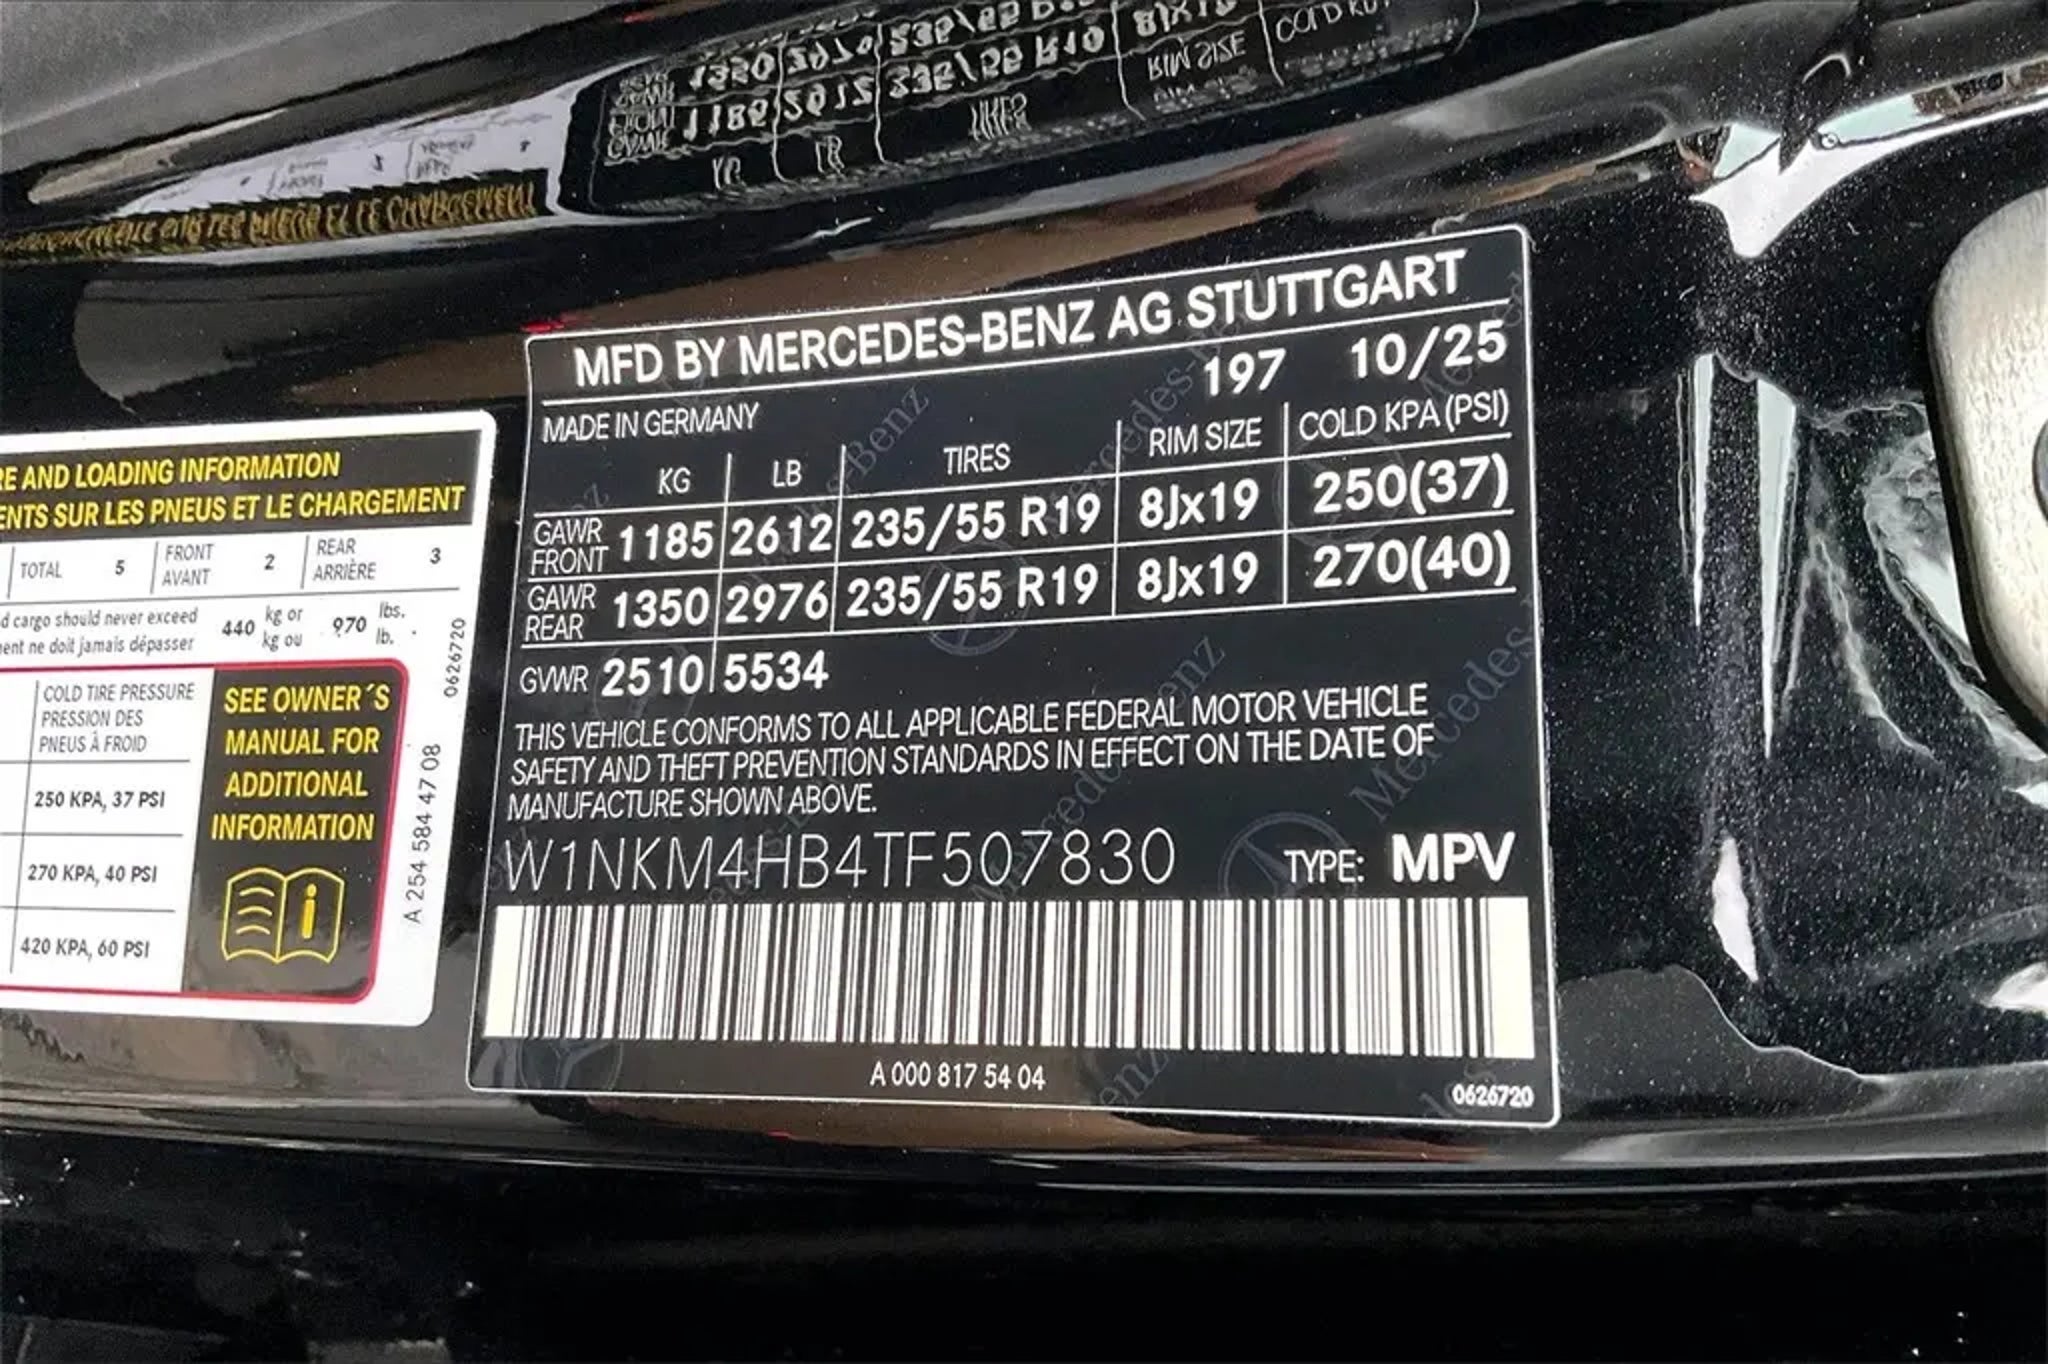 RE AND LOADING INFORMATION
ENTS SUR LES PNEUS ET LE CHARGEMENT
TOTAL 5 FRONT AVANT 2 REAR ARRIÈRE 3
d cargo should never exceed
ent ne doit jamais dépasser
440 kg or kg ou 970 lbs. lb.
COLD TIRE PRESSURE
PRESSION DES
PNEUS À FROID
250 KPA, 37 PSI
270 KPA, 40 PSI
420 KPA, 60 PSI
SEE OWNER´S
MANUAL FOR
ADDITIONAL
INFORMATION
0626720
A 254 584 47 08
MFD BY MERCEDES-BENZ AG STUTTGART
197 10/25
MADE IN GERMANY
KG LB TIRES RIM SIZE COLD KPA (PSI)
GAWR FRONT 1185 2612 235/55 R19 8Jx19 250(37)
GAWR REAR 1350 2976 235/55 R19 8Jx19 270(40)
GVWR 2510 5534
THIS VEHICLE CONFORMS TO ALL APPLICABLE FEDERAL MOTOR VEHICLE
SAFETY AND THEFT PREVENTION STANDARDS IN EFFECT ON THE DATE OF
MANUFACTURE SHOWN ABOVE.
W1NKM4HB4TF507830 TYPE: MPV
A 000 817 54 04
0626720